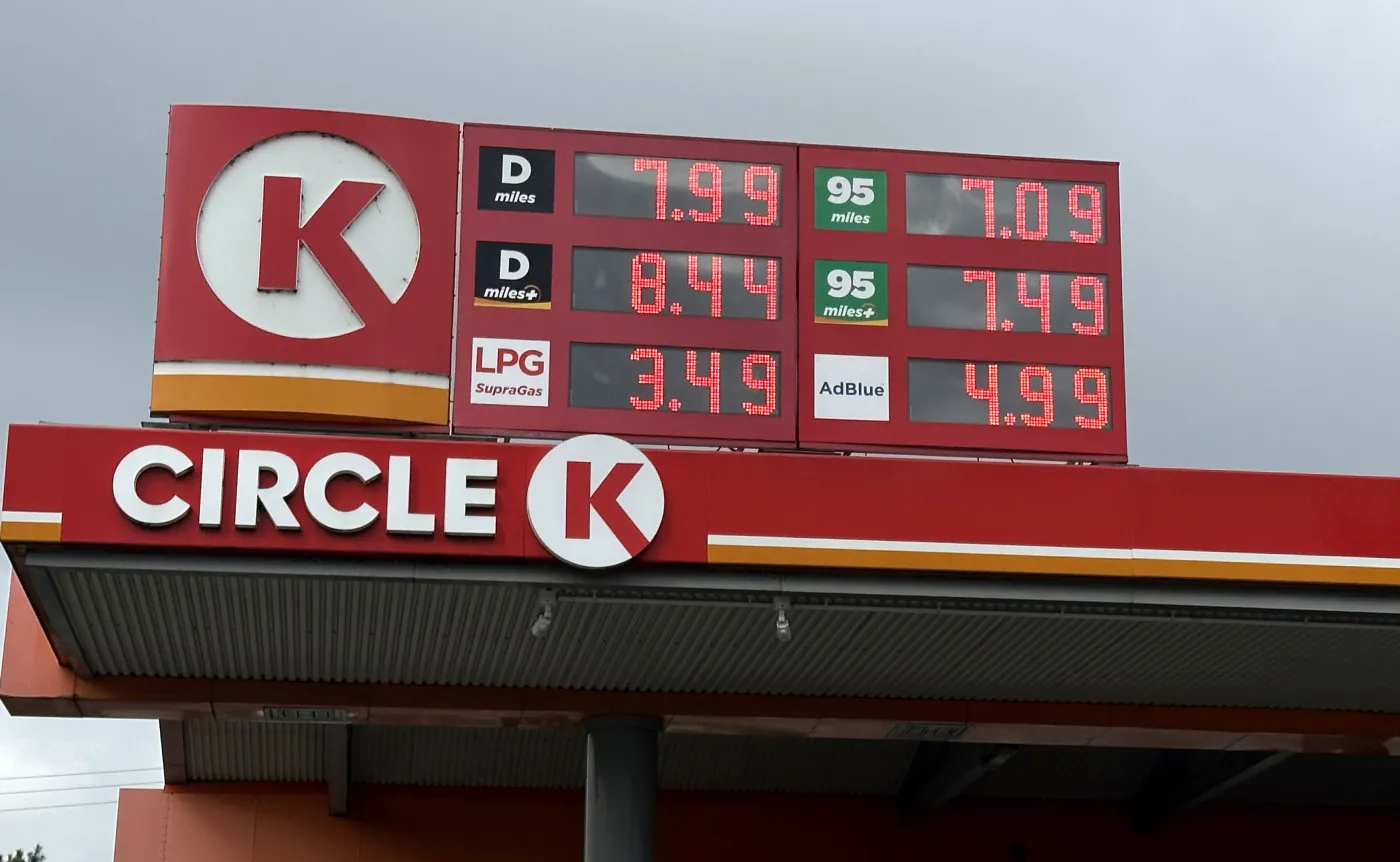 K
D
miles
7.99
D
miles+
8.44
LPG
SupraGas
3.49
95
miles
7.09
95
miles+
7.49
AdBlue
4.99
CIRCLE K